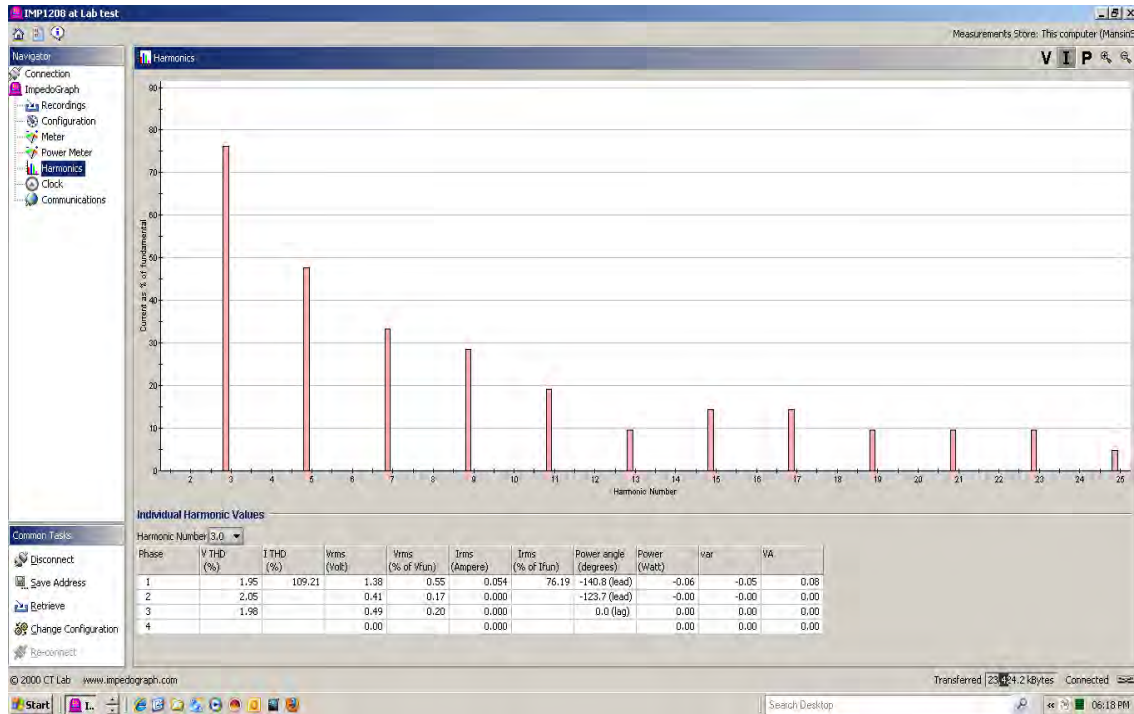 IMP1208 at Lab test
Measurements Store: This computer (MansinS
Navigator
Connection
ImpedoGraph
Recordings
Configuration
Meter
Power Meter
Harmonics
Clock
Communications
Harmonics
V I P
90
80
70
60
50
40
30
20
10
0
Current as % of fundamental
2 3 4 5 6 7 8 9 10 11 12 13 14 15 16 17 18 19 20 21 22 23 24 25
Harmonic Number
Individual Harmonic Values
Harmonic Number 3.0
Phase V THD (%) I THD (%) Vrms (Volt) Vrms (% of Vfun) Irms (Ampere) Irms (% of Ifun) Power angle (degrees) Power (Watt) var VA
1 1.95 109.21 1.38 0.55 0.054 76.19 -140.8 (lead) -0.06 -0.05 0.08
2 2.05 0.41 0.17 0.000 -123.7 (lead) -0.00 -0.00 0.00
3 1.98 0.49 0.20 0.000 0.0 (lag) 0.00 0.00 0.00
4 0.00 0.000 0.00 0.00 0.00
Common Tasks
Disconnect
Save Address
Retrieve
Change Configuration
Re-connect
© 2000 CT Lab www.impedograph.com
Transferred kBytes Connected
Start I.. Search Desktop 06:18 PM